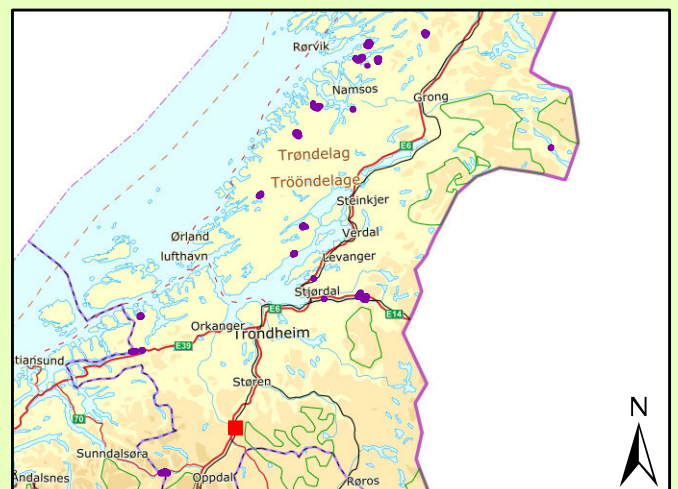 Rørvik
Namsos
Grong
E6
Trøndelag
Trööndelage
Steinkjer
Ørland
lufthavn
Verdal
Levanger
Stjørdal
E6
E14
Orkanger
Trondheim
E39
tiansund
Støren
70
Sunndalsøra
Åndalsnes
Oppdal
Røros
N